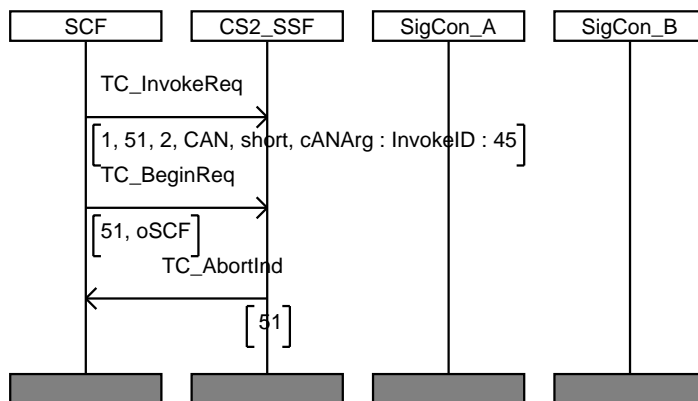 SCF
CS2_SSF
SigCon_A
SigCon_B
TC_InvokeReq
1, 51, 2, CAN, short, cANArg : InvokeID : 45
TC_BeginReq
51, oSCF
TC_AbortInd
51